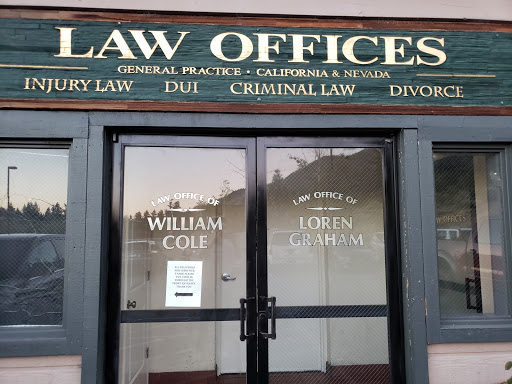 LAW OFFICES
GENERAL PRACTICE • CALIFORNIA & NEVADA
INJURY LAW DUI CRIMINAL LAW DIVORCE
LAW OFFICE OF
WILLIAM
COLE
LAW OFFICE OF
LOREN
GRAHAM